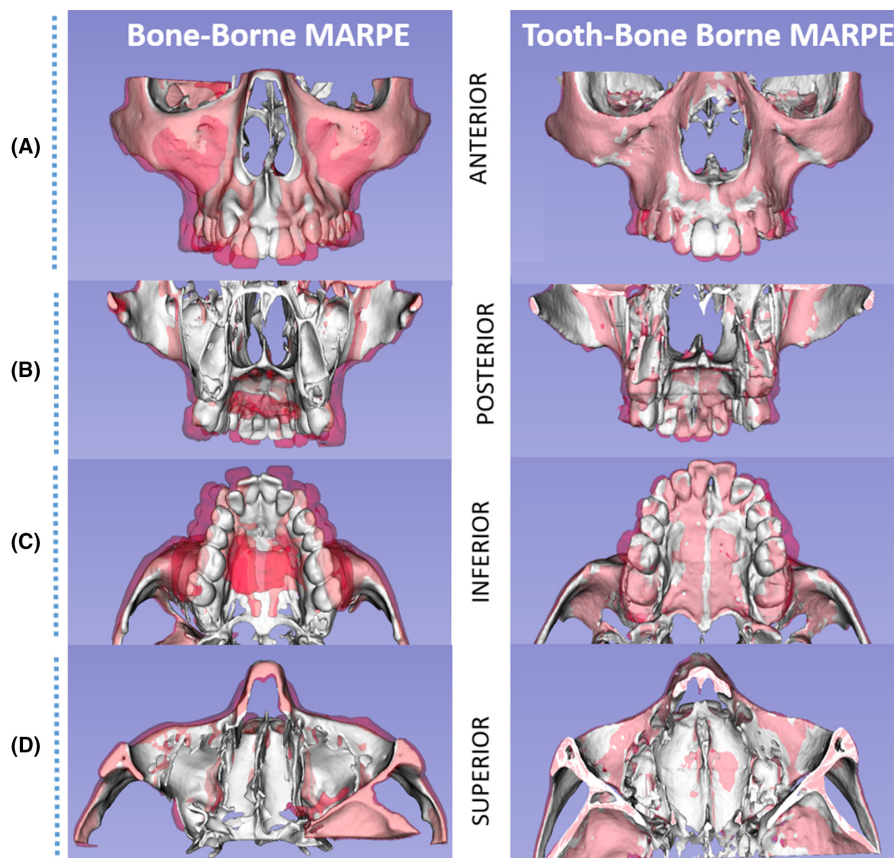 Bone-Borne MARPE
Tooth-Bone Borne MARPE
(A)
ANTERIOR
(B)
POSTERIOR
(C)
INFERIOR
(D)
SUPERIOR